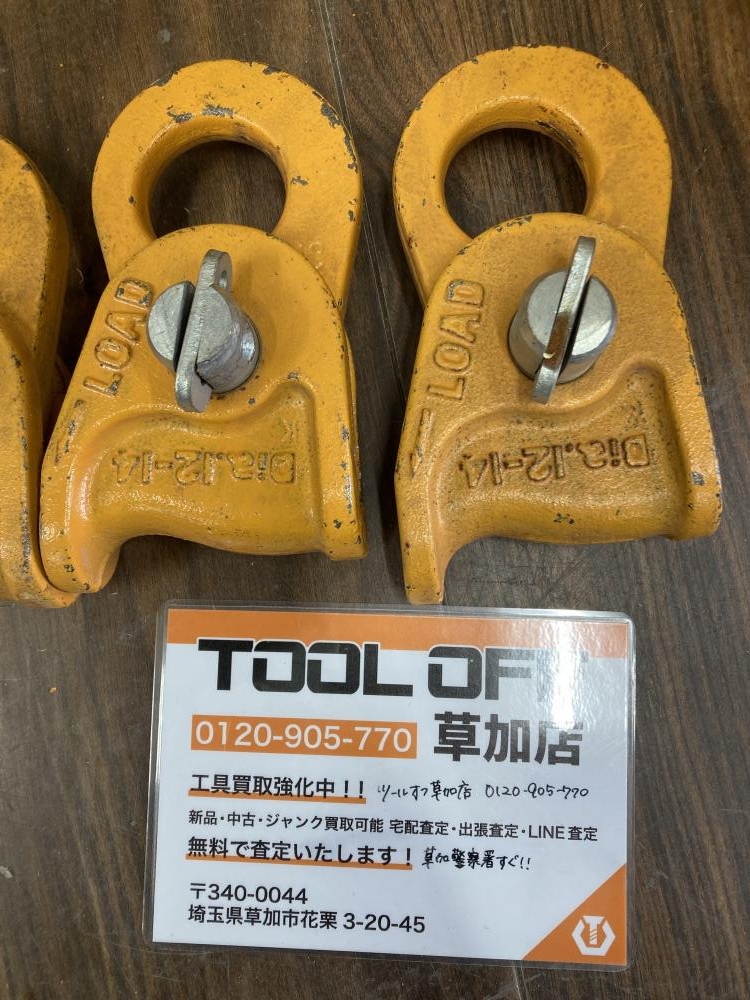 LOAD
Dia.12-14
K
LOAD
Dia.12-14
K
TOOL OFF
0120-905-770 草加店
工具買取強化中！！ ツールオフ草加店 0120-905-770
新品・中古・ジャンク買取可能 宅配査定・出張査定・LINE査定
無料で査定いたします！ 草加警察署すぐ!!
〒340-0044
埼玉県草加市花栗 3-20-45